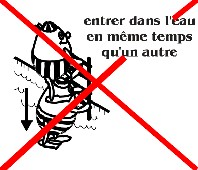 entrer dans l'eau
en même temps
qu'un autre